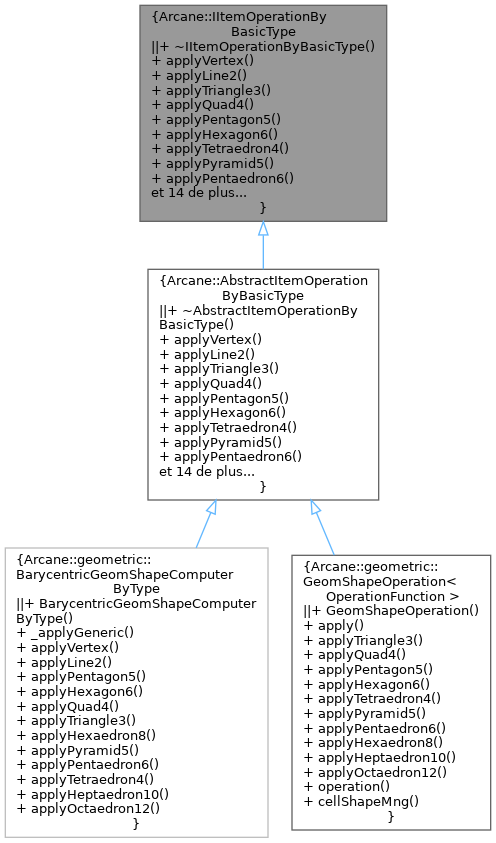 {Arcane::IItemOperationBy
BasicType
||+ ~IItemOperationByBasicType()
+ applyVertex()
+ applyLine2()
+ applyTriangle3()
+ applyQuad4()
+ applyPentagon5()
+ applyHexagon6()
+ applyTetraedron4()
+ applyPyramid5()
+ applyPentaedron6()
et 14 de plus...
}
{Arcane::AbstractItemOperation
ByBasicType
||+ ~AbstractItemOperationBy
BasicType()
+ applyVertex()
+ applyLine2()
+ applyTriangle3()
+ applyQuad4()
+ applyPentagon5()
+ applyHexagon6()
+ applyTetraedron4()
+ applyPyramid5()
+ applyPentaedron6()
et 14 de plus...
}
{Arcane::geometric::
BarycentricGeomShapeComputer
ByType
||+ BarycentricGeomShapeComputer
ByType()
+ _applyGeneric()
+ applyVertex()
+ applyLine2()
+ applyPentagon5()
+ applyHexagon6()
+ applyQuad4()
+ applyTriangle3()
+ applyHexaedron8()
+ applyPyramid5()
+ applyPentaedron6()
+ applyTetraedron4()
+ applyHeptaedron10()
+ applyOctaedron12()
}
{Arcane::geometric::
GeomShapeOperation<
OperationFunction >
||+ GeomShapeOperation()
+ apply()
+ applyTriangle3()
+ applyQuad4()
+ applyPentagon5()
+ applyHexagon6()
+ applyTetraedron4()
+ applyPyramid5()
+ applyPentaedron6()
+ applyHexaedron8()
+ applyHeptaedron10()
+ applyOctaedron12()
+ operation()
+ cellShapeMng()
}